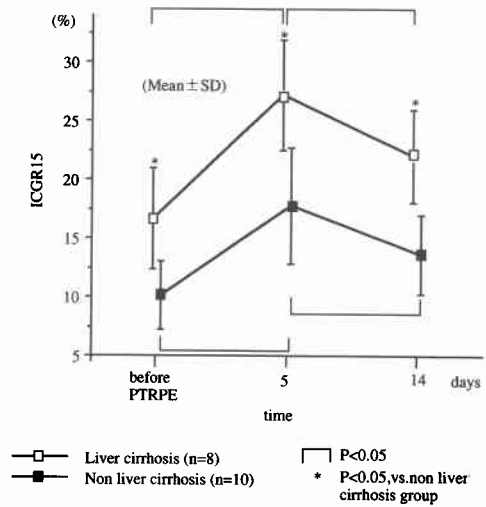 (%)
30
(Mean±SD)
*
*
*
25
20
ICGR15
15
10
5
before
PTRPE
5
14
days
time
Liver cirrhosis (n=8)
Non liver cirrhosis (n=10)
P<0.05
* P<0.05,vs.non liver
cirrhosis group